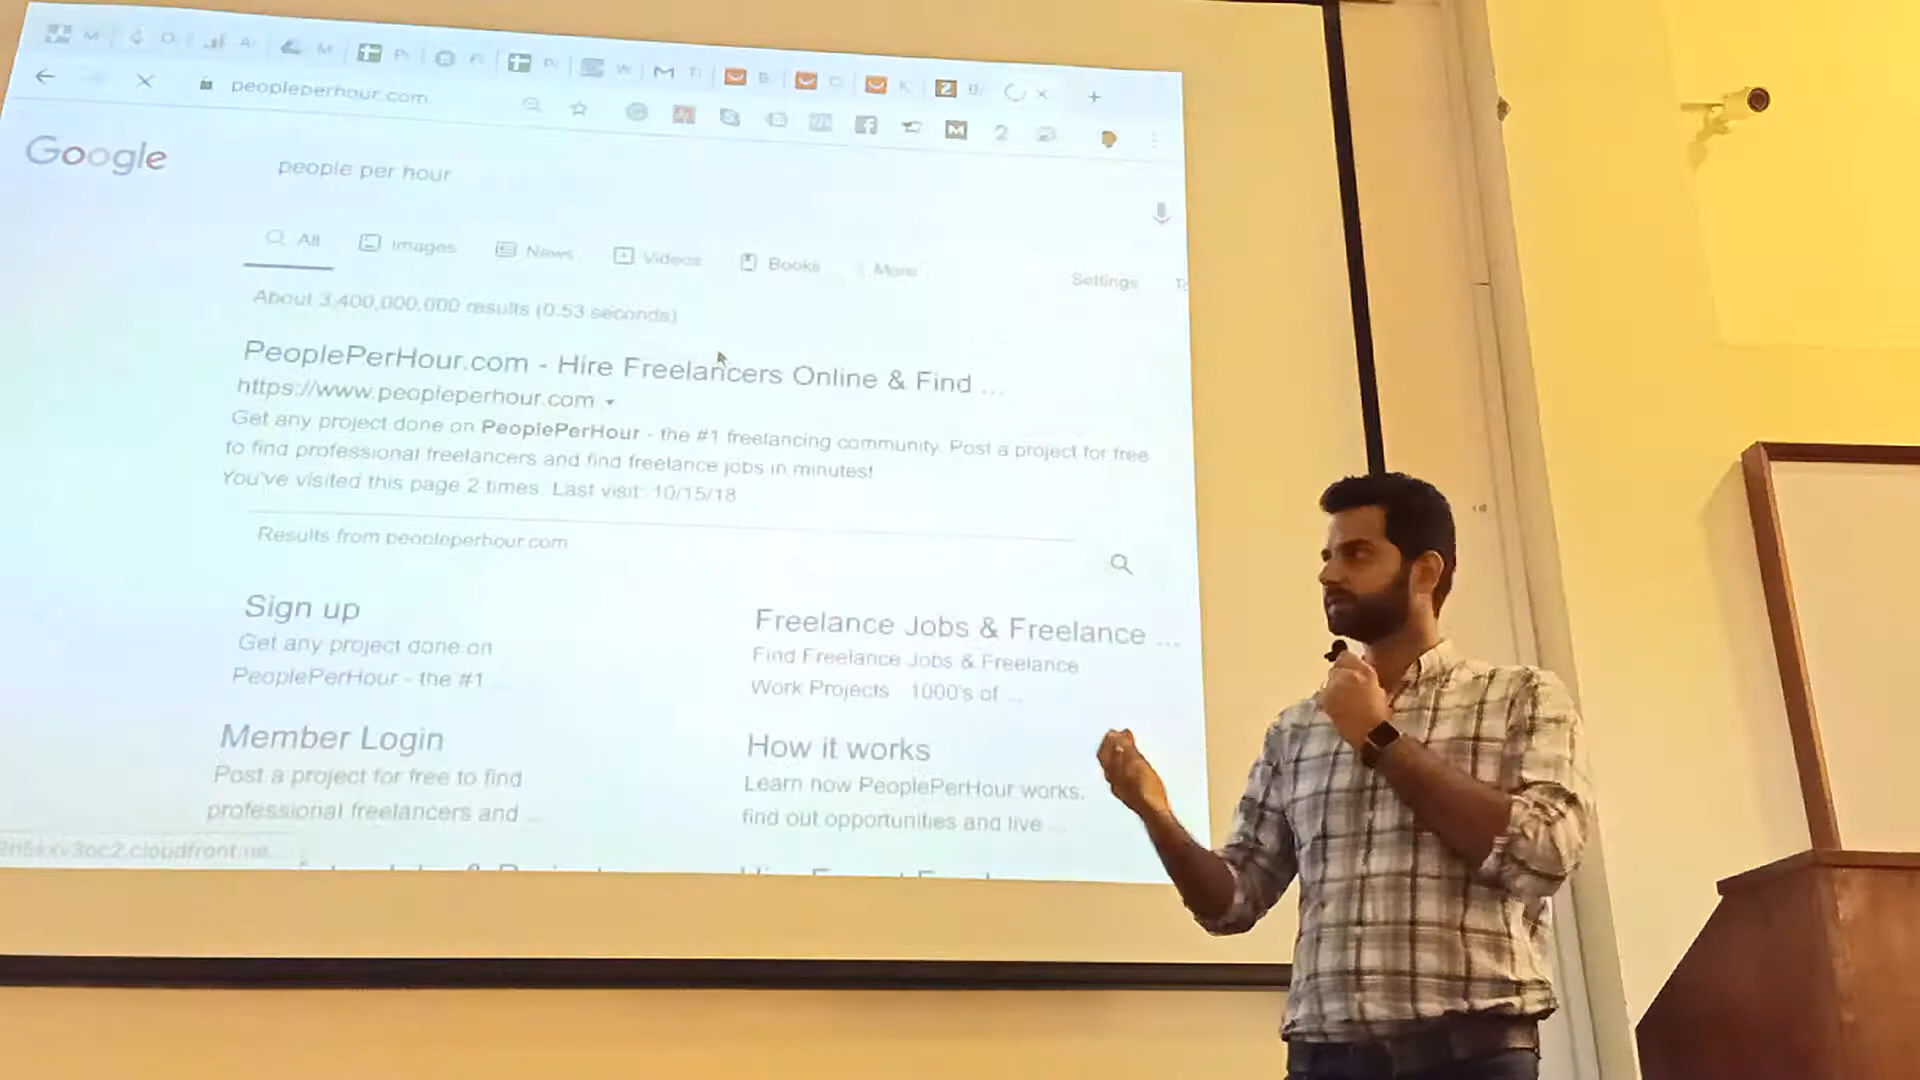 peopleperhour.com
Google
people per hour
All Images News Videos Books More
Settings
About 3,400,000,000 results (0.53 seconds)
PeoplePerHour.com - Hire Freelancers Online & Find ...
https://www.peopleperhour.com
Get any project done on PeoplePerHour - the #1 freelancing community. Post a project for free
to find professional freelancers and find freelance jobs in minutes!
You've visited this page 2 times. Last visit: 10/15/18
Results from peopleperhour.com
Sign up
Get any project done on
PeoplePerHour - the #1 ...
Freelance Jobs & Freelance ...
Find Freelance Jobs & Freelance
Work Projects 1000's of ...
Member Login
Post a project for free to find
professional freelancers and ...
How it works
Learn how PeoplePerHour works,
find out opportunities and live ...